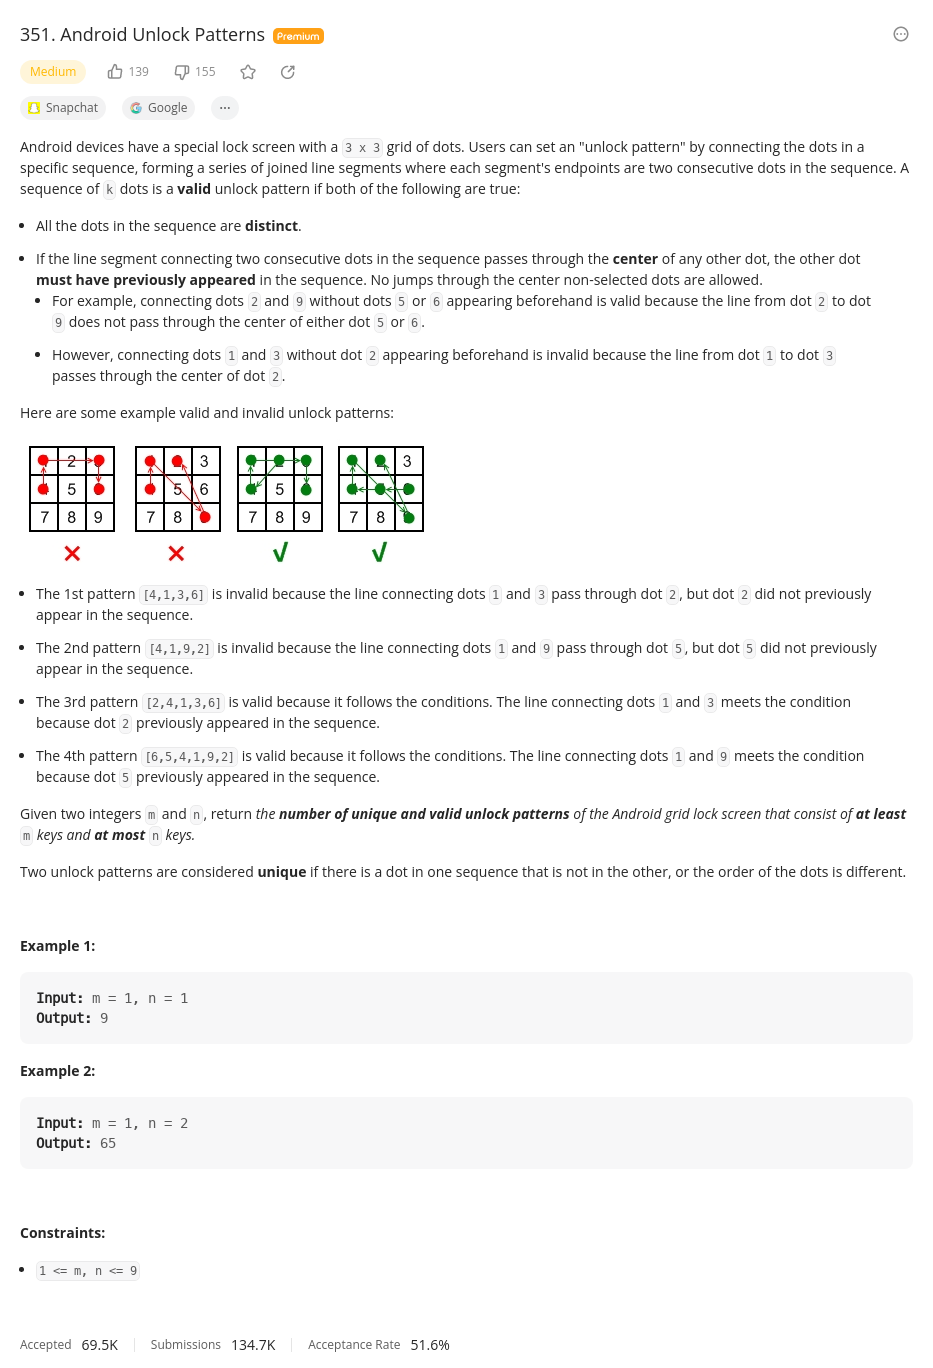 351. Android Unlock Patterns Premium
Medium 139 155
Snapchat Google ...
Android devices have a special lock screen with a 3 x 3 grid of dots. Users can set an "unlock pattern" by connecting the dots in a
specific sequence, forming a series of joined line segments where each segment's endpoints are two consecutive dots in the sequence. A
sequence of k dots is a valid unlock pattern if both of the following are true:
• All the dots in the sequence are distinct.
• If the line segment connecting two consecutive dots in the sequence passes through the center of any other dot, the other dot
must have previously appeared in the sequence. No jumps through the center non-selected dots are allowed.
• For example, connecting dots 2 and 9 without dots 5 or 6 appearing beforehand is valid because the line from dot 2 to dot
9 does not pass through the center of either dot 5 or 6.
• However, connecting dots 1 and 3 without dot 2 appearing beforehand is invalid because the line from dot 1 to dot 3
passes through the center of dot 2.
Here are some example valid and invalid unlock patterns:
2 3 3
5 5 6 5
7 8 9 7 8 7 8 9 7 8
• The 1st pattern [4,1,3,6] is invalid because the line connecting dots 1 and 3 pass through dot 2, but dot 2 did not previously
appear in the sequence.
• The 2nd pattern [4,1,9,2] is invalid because the line connecting dots 1 and 9 pass through dot 5, but dot 5 did not previously
appear in the sequence.
• The 3rd pattern [2,4,1,3,6] is valid because it follows the conditions. The line connecting dots 1 and 3 meets the condition
because dot 2 previously appeared in the sequence.
• The 4th pattern [6,5,4,1,9,2] is valid because it follows the conditions. The line connecting dots 1 and 9 meets the condition
because dot 5 previously appeared in the sequence.
Given two integers m and n, return the number of unique and valid unlock patterns of the Android grid lock screen that consist of at least
m keys and at most n keys.
Two unlock patterns are considered unique if there is a dot in one sequence that is not in the other, or the order of the dots is different.
Example 1:
Input: m = 1, n = 1
Output: 9
Example 2:
Input: m = 1, n = 2
Output: 65
Constraints:
• 1 <= m, n <= 9
Accepted 69.5K Submissions 134.7K Acceptance Rate 51.6%